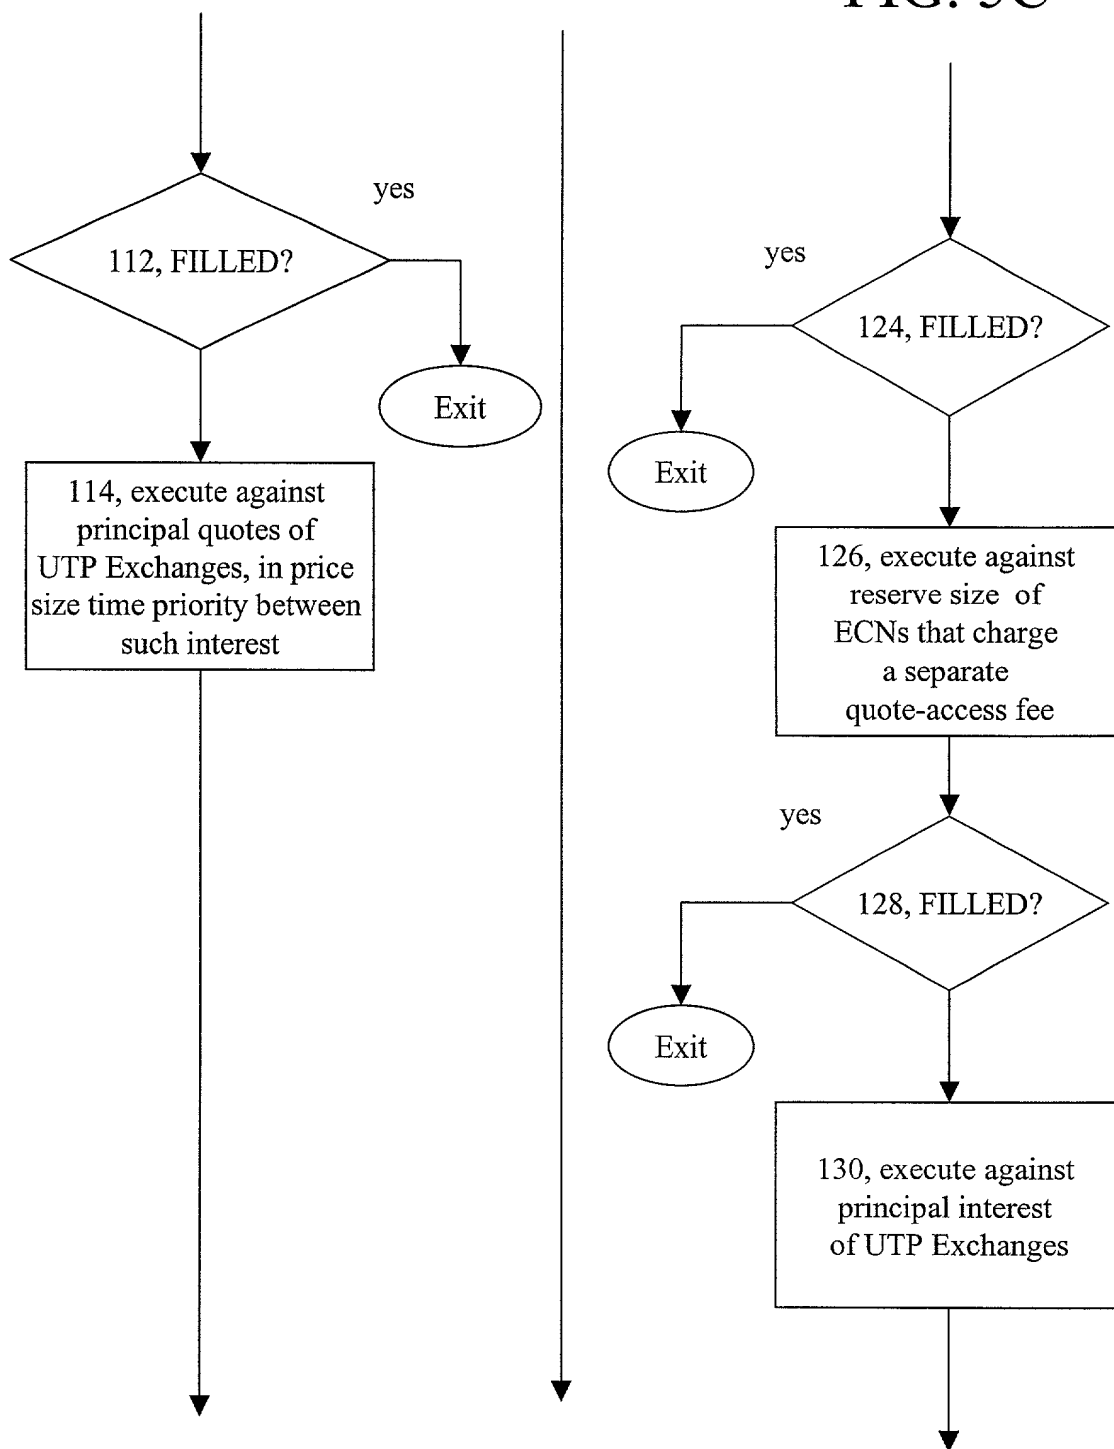 FIG. 5C
yes
112, FILLED?
Exit
114, execute against
principal quotes of
UTP Exchanges, in price
size time priority between
such interest
yes
124, FILLED?
Exit
126, execute against
reserve size of
ECNs that charge
a separate
quote-access fee
yes
128, FILLED?
Exit
130, execute against
principal interest
of UTP Exchanges